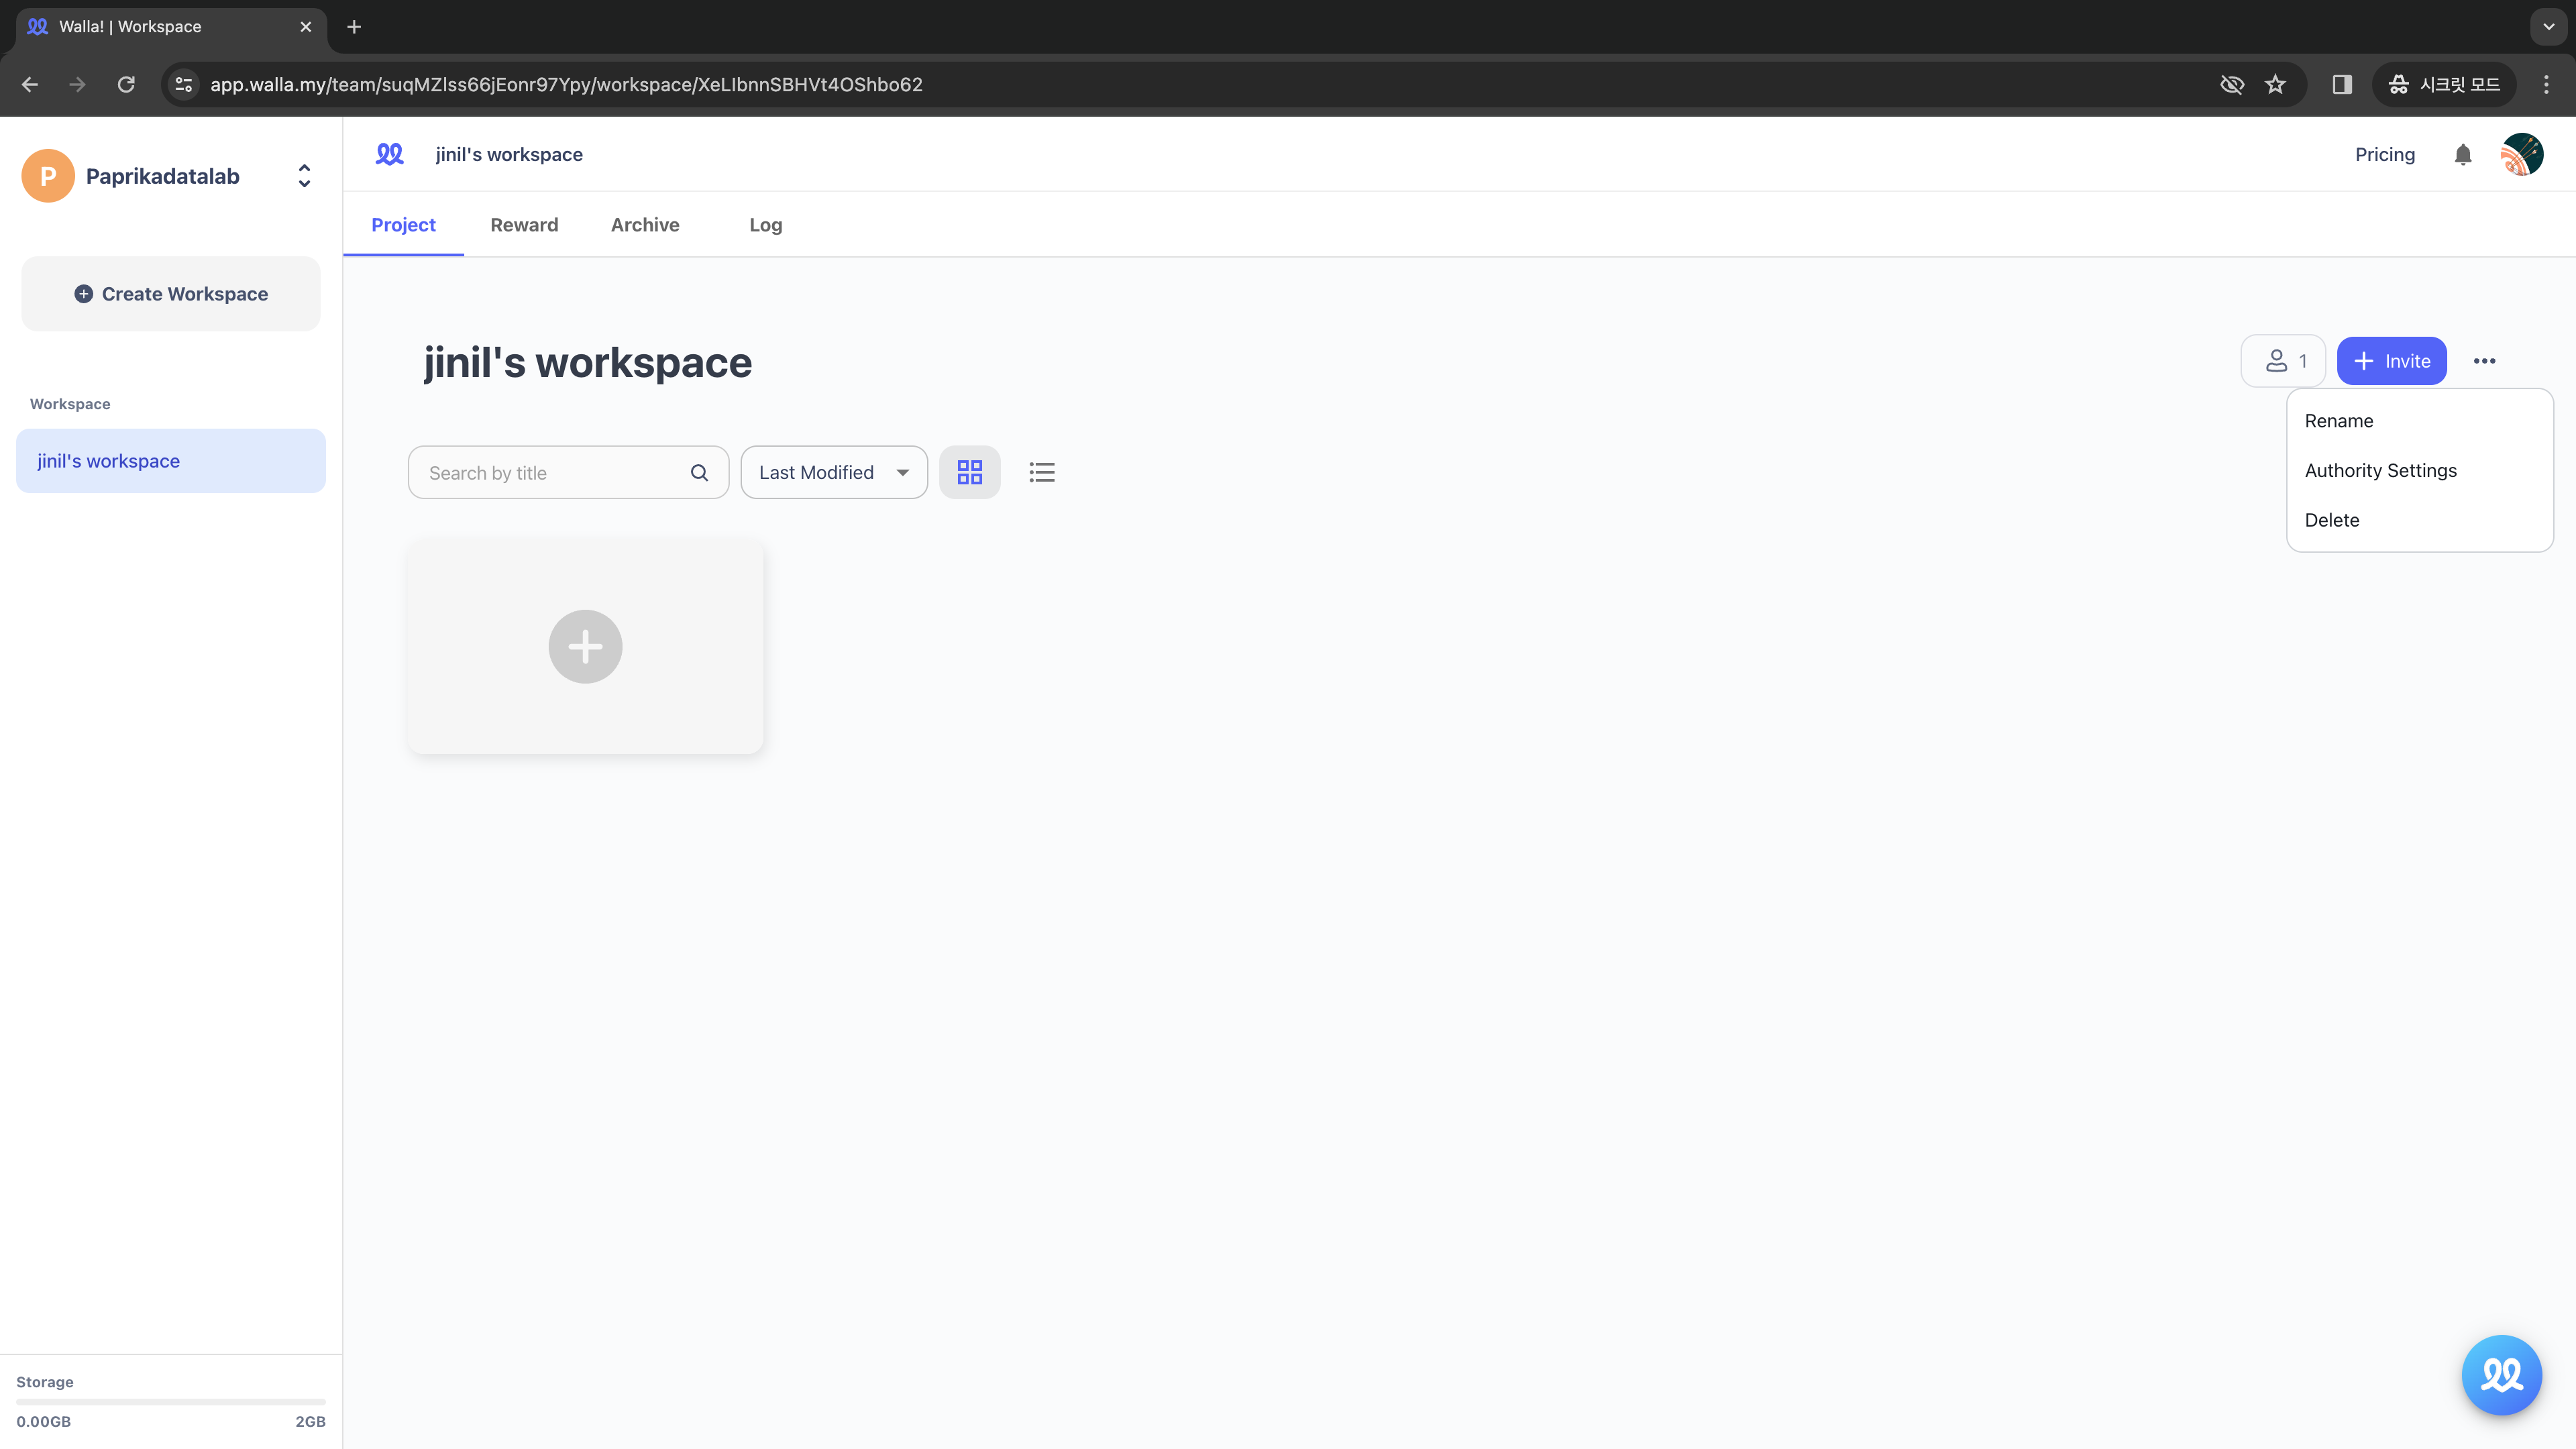 Walla! | Workspace
app.walla.my/team/suqMZlss66jEonr97Ypy/workspace/XeLIbnnSBHVt4OShbo62
시크릿 모드
P
Paprikadatalab
jinil's workspace
Pricing
Project
Reward
Archive
Log
Create Workspace
jinil's workspace
1
Invite
Rename
Authority Settings
Delete
Workspace
jinil's workspace
Search by title
Last Modified
Storage
0.00GB
2GB